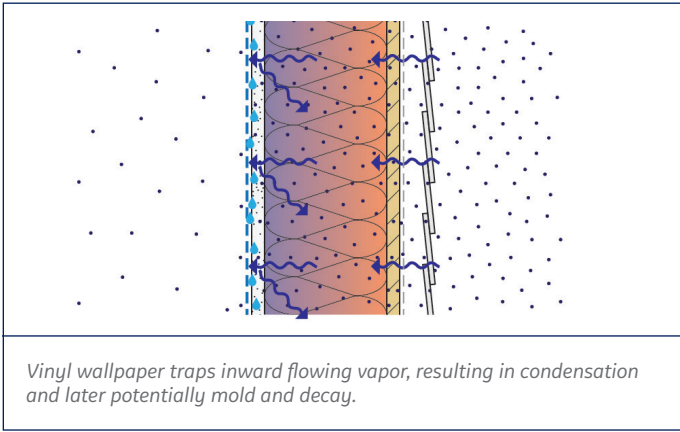 Vinyl wallpaper traps inward flowing vapor, resulting in condensation
and later potentially mold and decay.